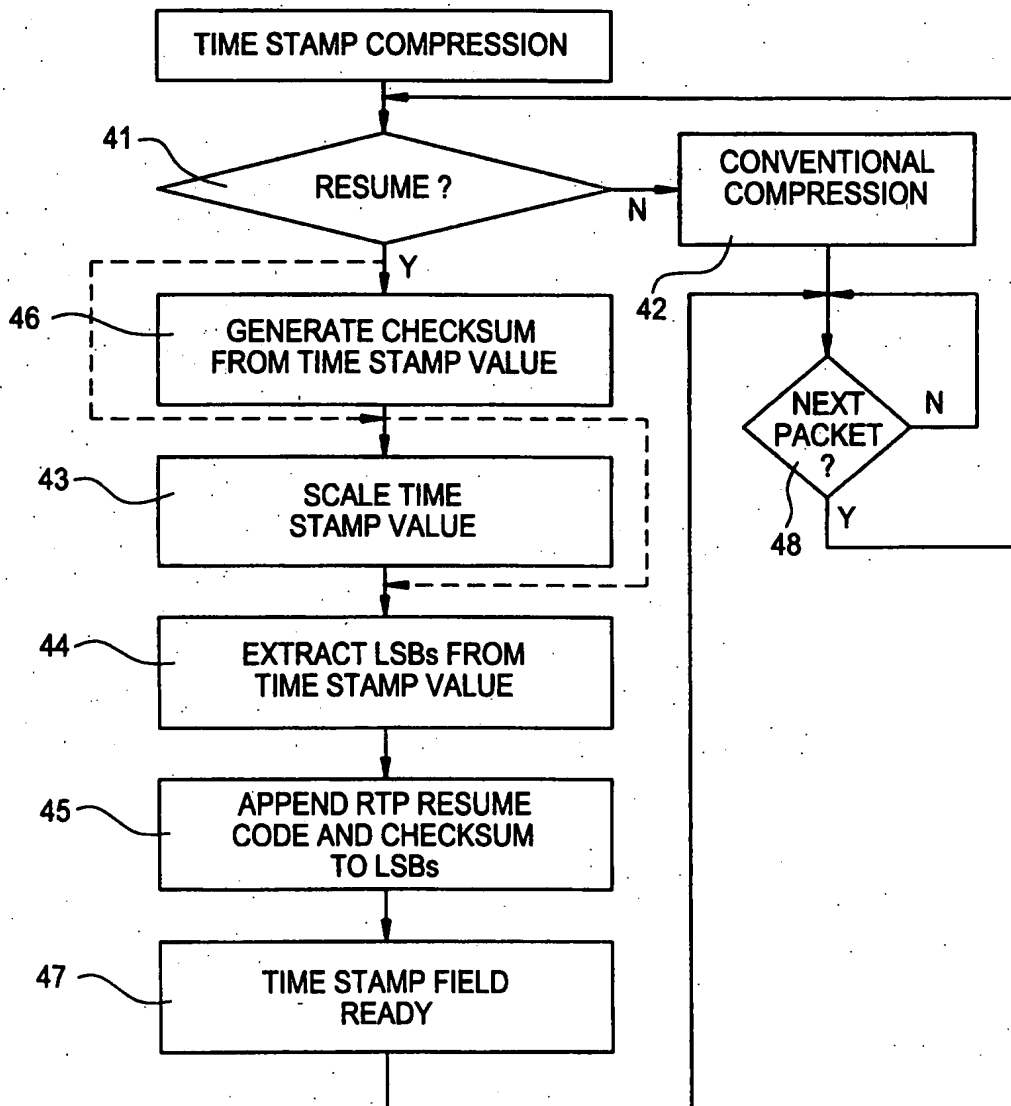 TIME STAMP COMPRESSION
41
RESUME ?
N
CONVENTIONAL
COMPRESSION
42
Y
46
GENERATE CHECKSUM
FROM TIME STAMP VALUE
NEXT
PACKET
?
N
Y
48
43
SCALE TIME
STAMP VALUE
44
EXTRACT LSBs FROM
TIME STAMP VALUE
45
APPEND RTP RESUME
CODE AND CHECKSUM
TO LSBs
47
TIME STAMP FIELD
READY